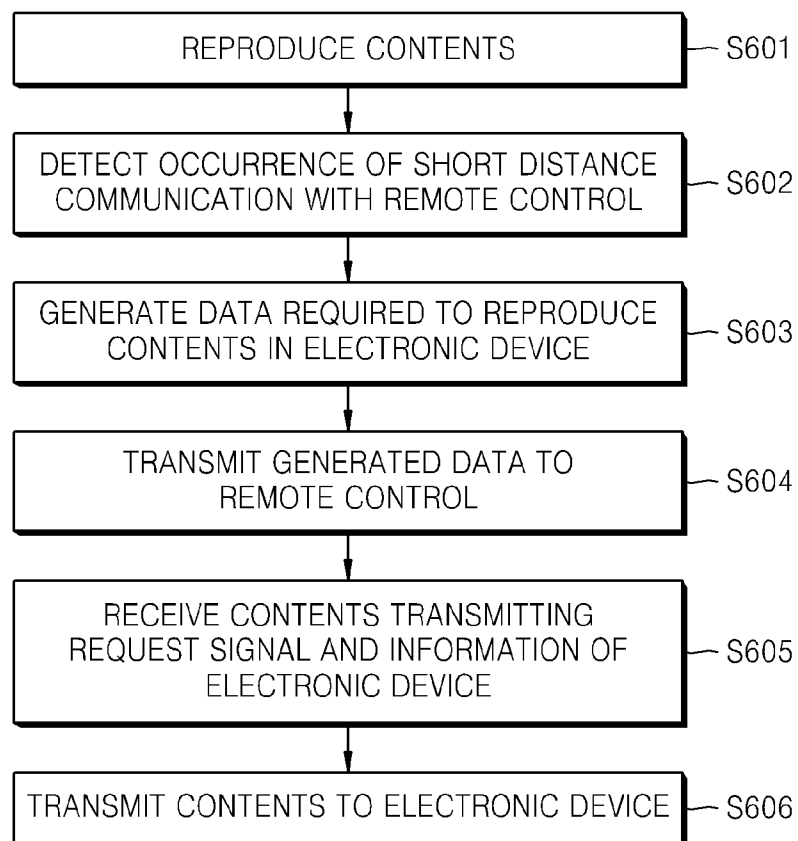 REPRODUCE CONTENTS
S601
DETECT OCCURRENCE OF SHORT DISTANCE
COMMUNICATION WITH REMOTE CONTROL
S602
GENERATE DATA REQUIRED TO REPRODUCE
CONTENTS IN ELECTRONIC DEVICE
S603
TRANSMIT GENERATED DATA TO
REMOTE CONTROL
S604
RECEIVE CONTENTS TRANSMITTING
REQUEST SIGNAL AND INFORMATION OF
ELECTRONIC DEVICE
S605
TRANSMIT CONTENTS TO ELECTRONIC DEVICE
S606